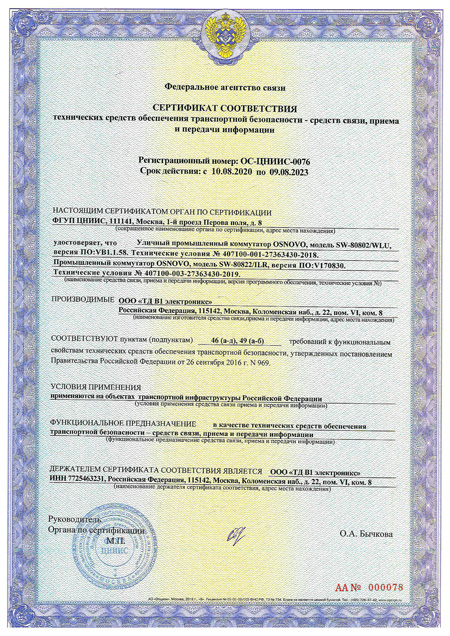 Федеральное агентство связи
СЕРТИФИКАТ СООТВЕТСТВИЯ
технических средств обеспечения транспортной безопасности - средств связи, приема
и передачи информации
Регистрационный номер: ОС-ЦНИИС-0076
Срок действия: с 10.08.2020 по 09.08.2023
НАСТОЯЩИМ СЕРТИФИКАТОМ ОРГАН ПО СЕРТИФИКАЦИИ
ФГУП ЦНИИС, 111141, Москва, 1-й проезд Перова поля, д. 8
(сокращенное наименование органа по сертификации, адрес места нахождения)
удостоверяет, что Уличный промышленный коммутатор OSNOVO, модель SW-80802/WLU,
версия ПО:VB1.1.58. Технические условия № 407100-001-27363430-2018.
Промышленный коммутатор OSNOVO, модель SW-80822/ILR, версия ПО:V170830.
Технические условия № 407100-003-27363430-2019.
(наименование средства связи, приема и передачи информации, версия программного обеспечения, технические условия №)
ПРОИЗВОДИМЫЕ ООО «ТД В1 электроникс»
Российская Федерация, 115142, Москва, Коломенская наб., д. 22, пом. VI, ком. 8
(наименование изготовителя средства связи,приема и передачи информации, адрес места нахождения)
СООТВЕТСТВУЮТ пунктам (подпунктам) 46 (а-д), 49 (а-б) требований к функциональным
свойствам технических средств обеспечения транспортной безопасности, утвержденных постановлением
Правительства Российской Федерации от 26 сентября 2016 г. N 969.
УСЛОВИЯ ПРИМЕНЕНИЯ
применяются на объектах транспортной инфраструктуры Российской Федерации
(условия применения средства связи приема и передачи информации)
ФУНКЦИОНАЛЬНОЕ ПРЕДНАЗНАЧЕНИЕ в качестве технических средств обеспечения
транспортной безопасности – средств связи, приема и передачи информации
(функциональное предназначение средства связи, приема и передачи информации)
ДЕРЖАТЕЛЕМ СЕРТИФИКАТА СООТВЕТСТВИЯ ЯВЛЯЕТСЯ ООО «ТД В1 электроникс»
ИНН 7725463231, Российская Федерация, 115142, Москва, Коломенская наб., д. 22, пом. VI, ком. 8
(наименование держателя сертификата соответствия, адрес места нахождения)
Руководитель
Органа по сертификации
М.П.
ЦНИИС
О.А. Бычкова
АА № 000078